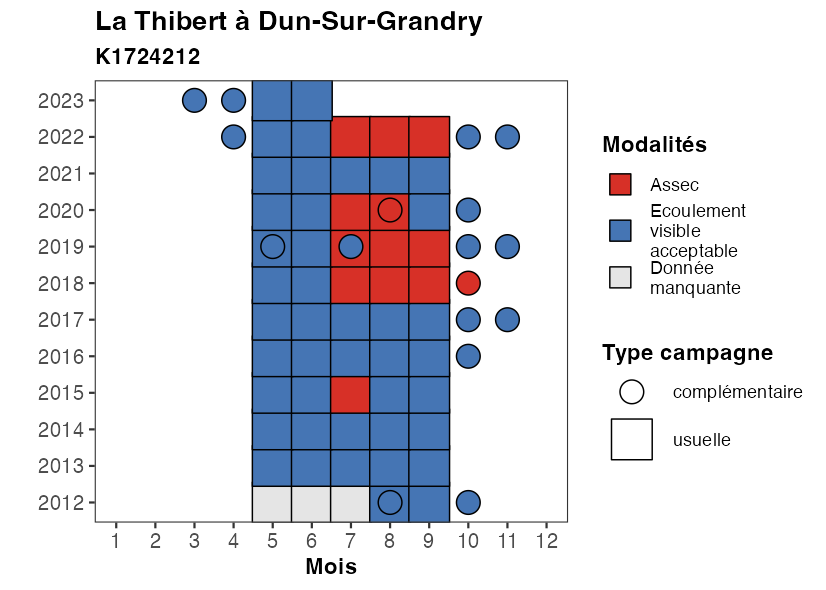 La Thibert à Dun-Sur-Grandry
K1724212
2023
2022
2021
2020
2019
2018
2017
2016
2015
2014
2013
2012
1 2 3 4 5 6 7 8 9 10 11 12
Mois
Modalités
Assec
Ecoulement
visible
acceptable
Donnée
manquante
Type campagne
complémentaire
usuelle